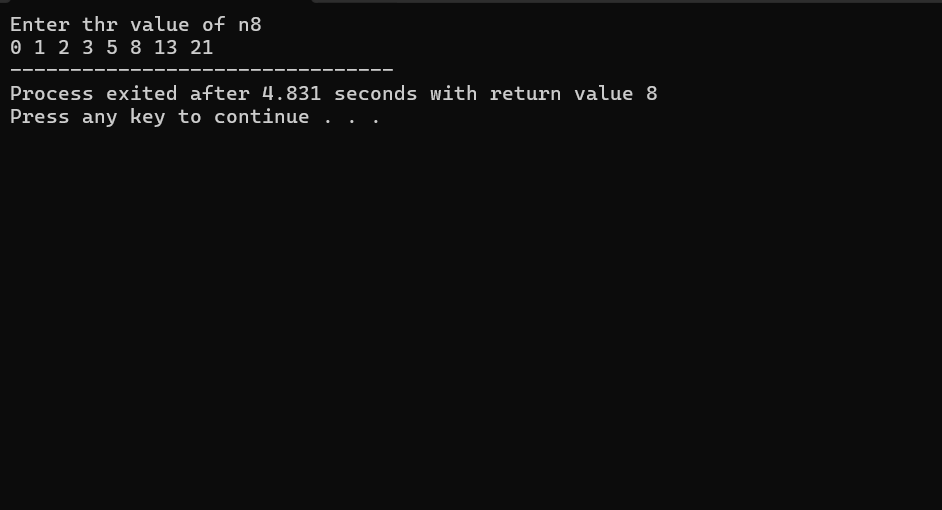 Enter thr value of n8
0 1 2 3 5 8 13 21
--------------------------------
Process exited after 4.831 seconds with return value 8
Press any key to continue . . .